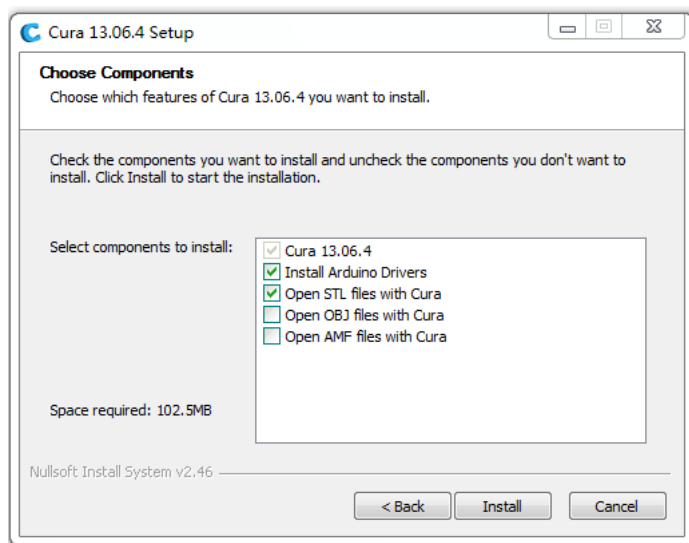 Cura 13.06.4 Setup
Choose Components
Choose which features of Cura 13.06.4 you want to install.
Check the components you want to install and uncheck the components you don't want to
install. Click Install to start the installation.
Select components to install:
Cura 13.06.4
Install Arduino Drivers
Open STL files with Cura
Open OBJ files with Cura
Open AMF files with Cura
Space required: 102.5MB
Nullsoft Install System v2.46
< Back
Install
Cancel